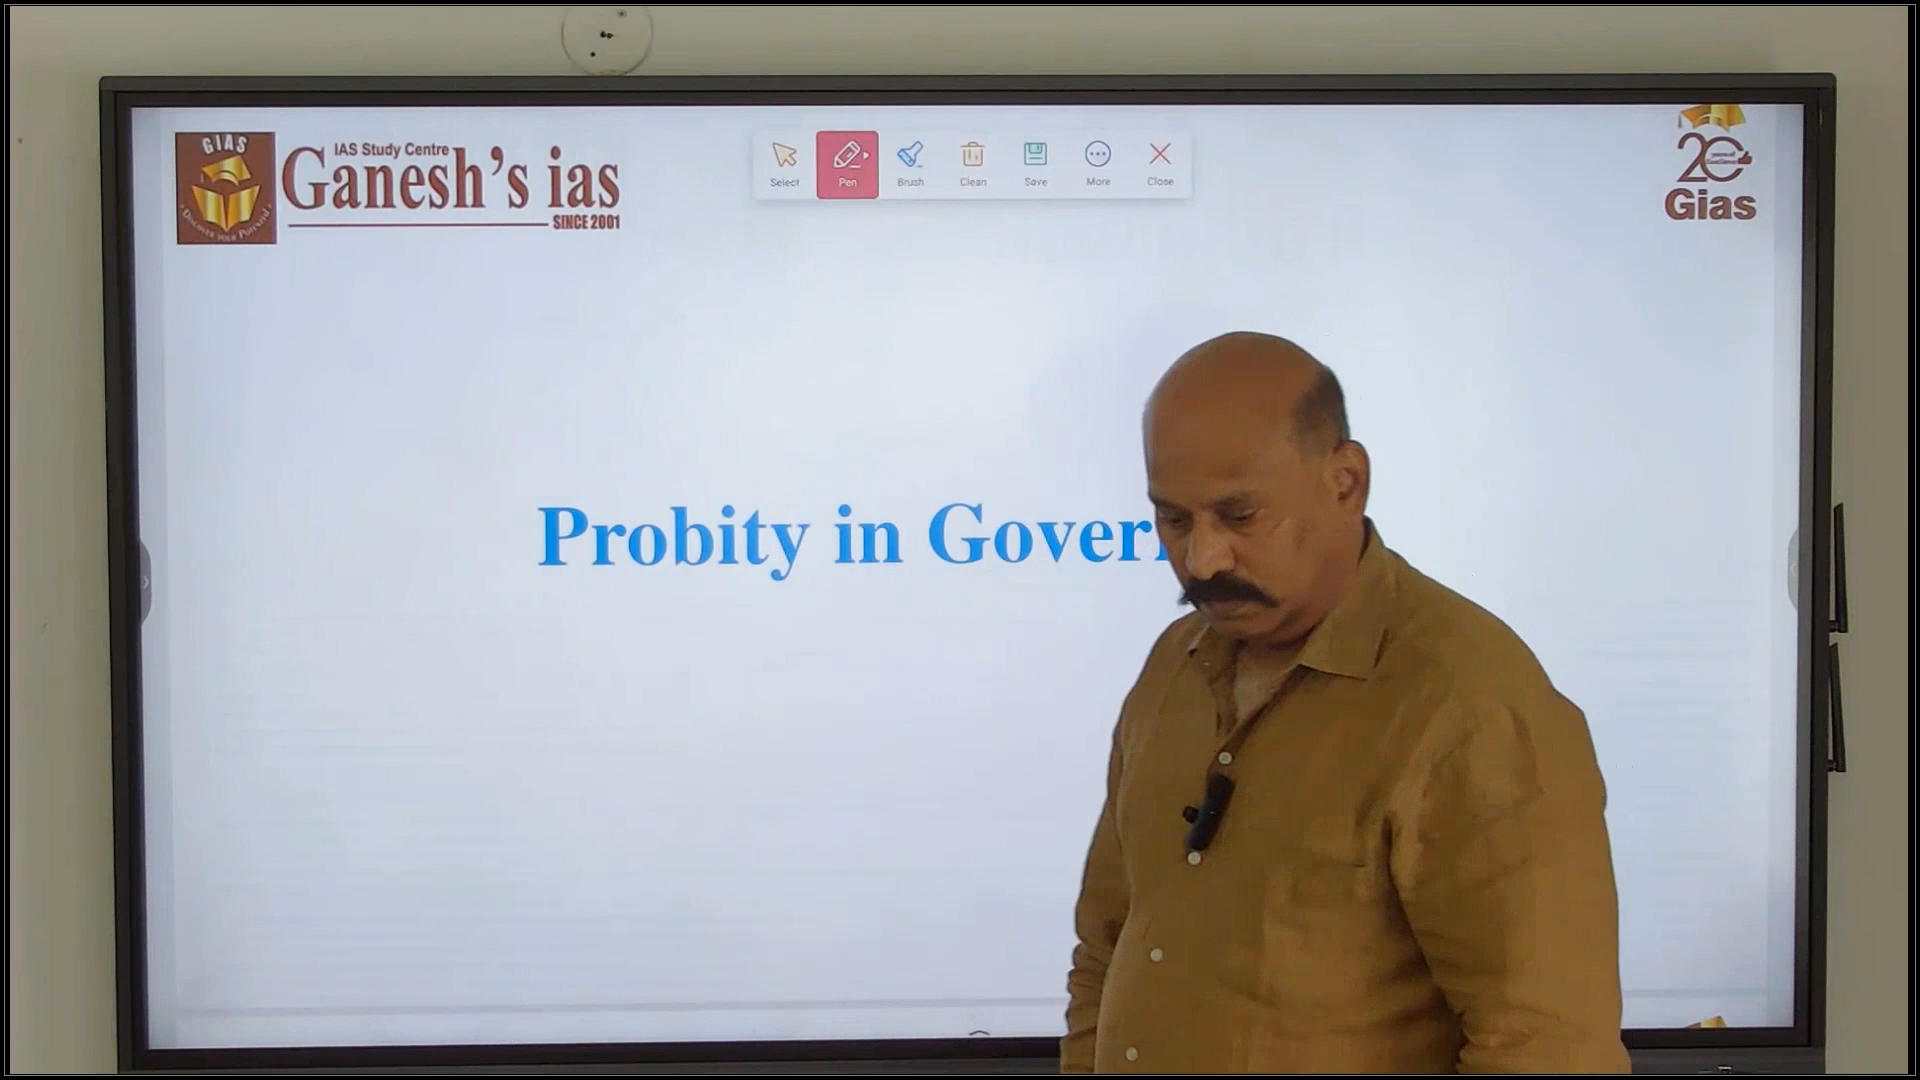 GIAS
IAS Study Centre
Ganesh's ias
SINCE 2001
Select
Pen
Brush
Clean
Save
More
Close
20
Gias
Probity in Gover